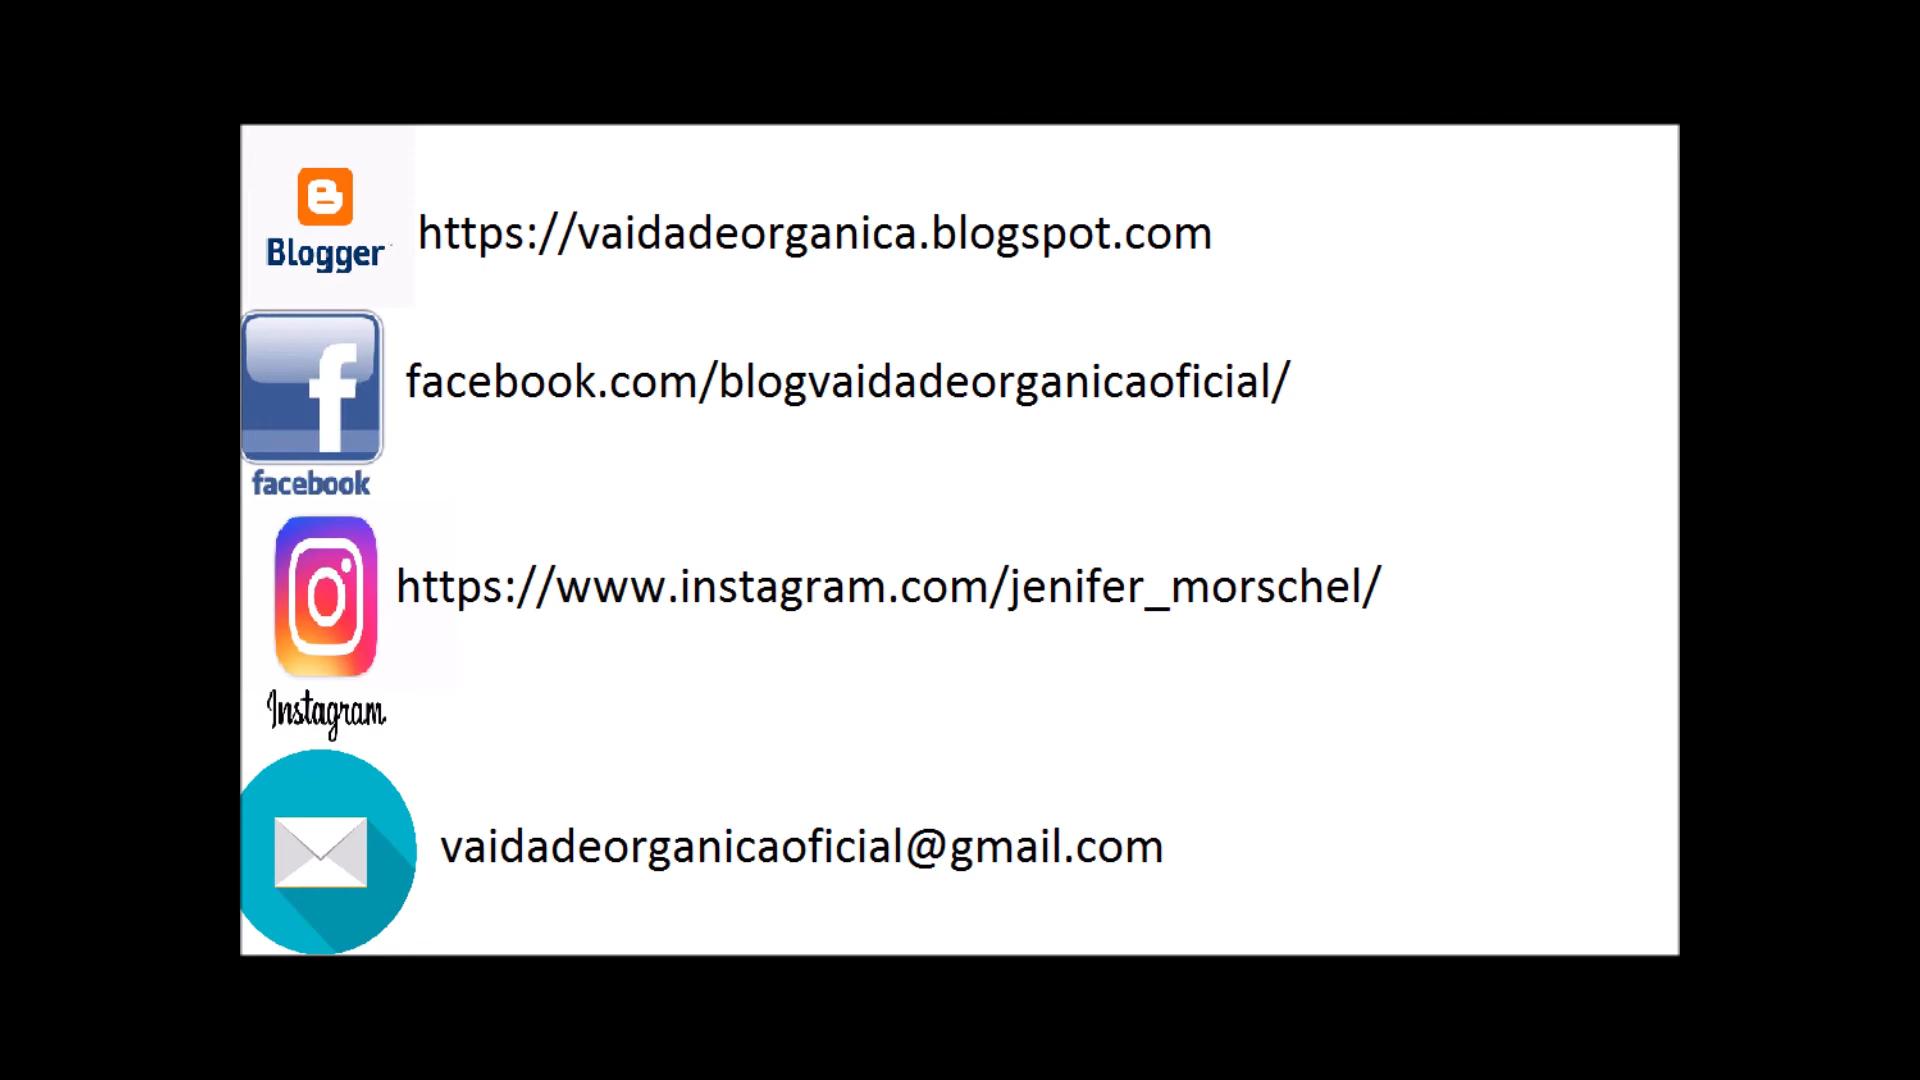 Blogger
https://vaidadeorganica.blogspot.com
facebook.com/blogvaidadeorganicaoficial/
facebook
https://www.instagram.com/jenifer_morschel/
Instagram
vaidadeorganicaoficial@gmail.com